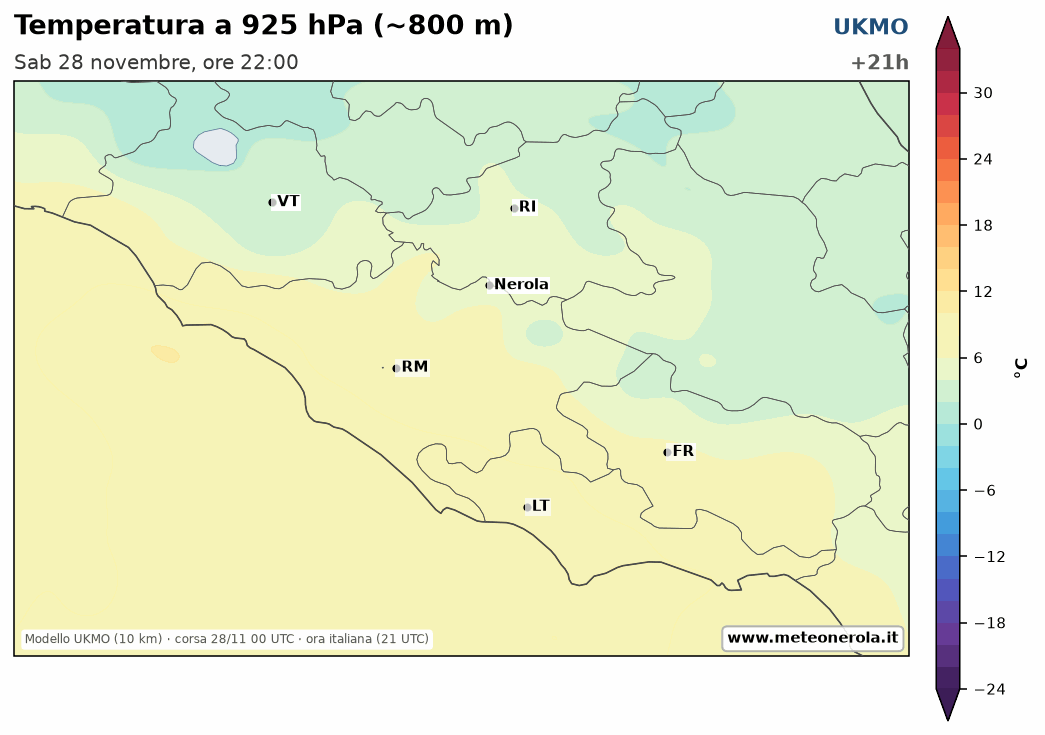 Temperatura a 925 hPa (~800 m)
UKMO
Sab 28 novembre, ore 22:00
+21h
VT
RI
Nerola
RM
FR
LT
30
24
18
12
6
0
−6
−12
−18
−24
°C
Modello UKMO (10 km) · corsa 28/11 00 UTC · ora italiana (21 UTC)
www.meteonerola.it